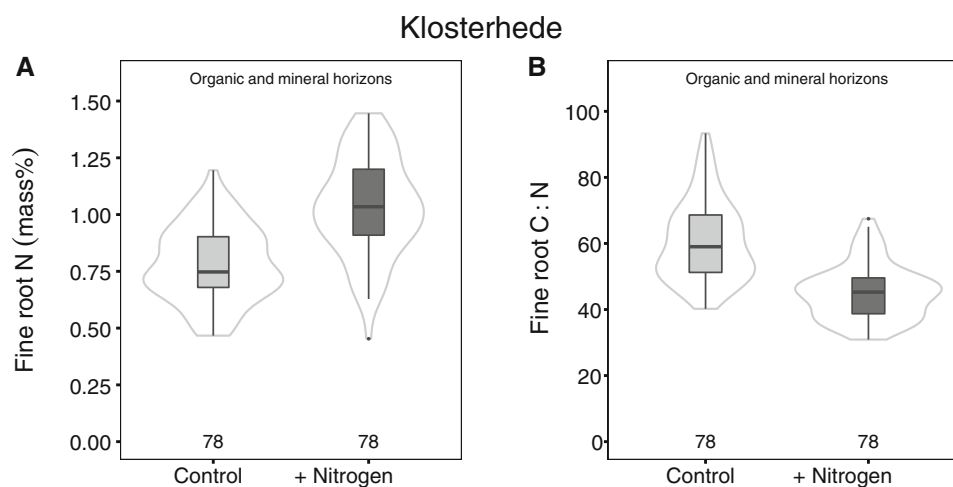 Klosterhede
A
Organic and mineral horizons
Fine root N (mass%)
1.50
1.25
1.00
0.75
0.50
0.25
0.00
78
78
Control
+ Nitrogen
B
Organic and mineral horizons
Fine root C : N
100
80
60
40
20
0
78
78
Control
+ Nitrogen